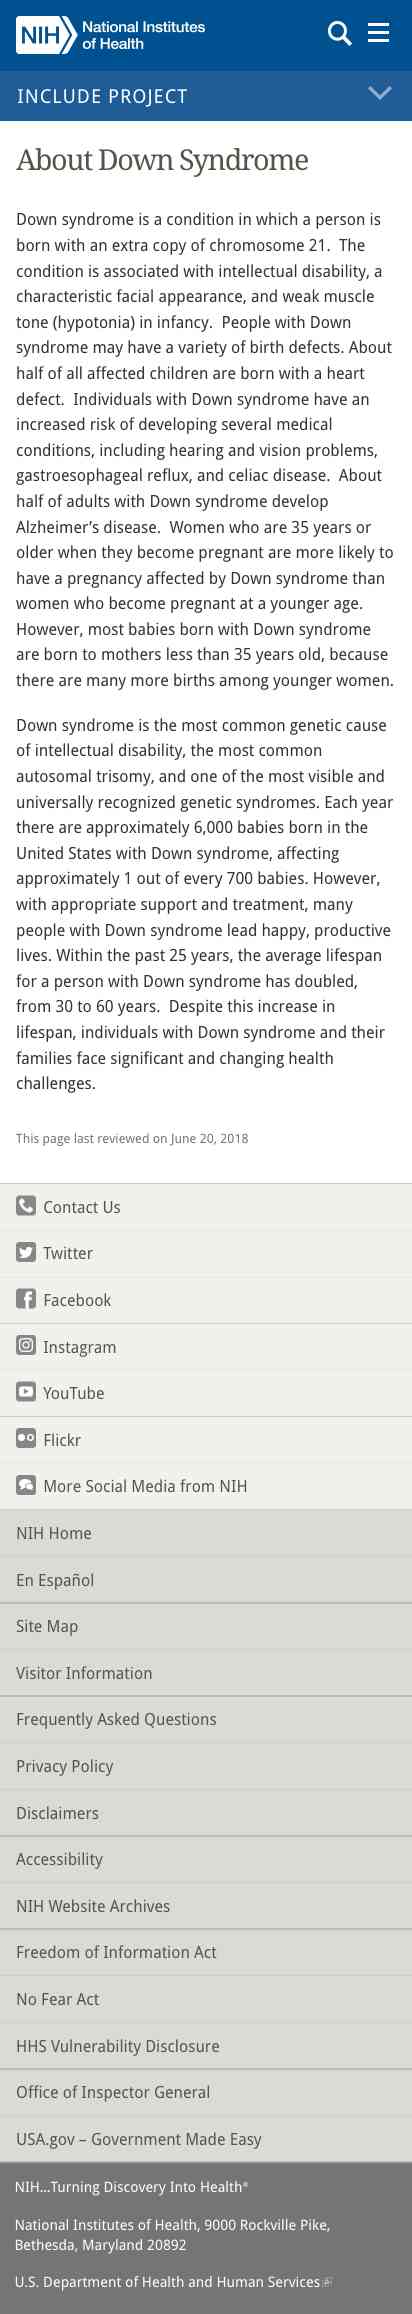 NIH National Institutes
of Health
INCLUDE PROJECT
About Down Syndrome
Down syndrome is a condition in which a person is
born with an extra copy of chromosome 21.  The
condition is associated with intellectual disability, a
characteristic facial appearance, and weak muscle
tone (hypotonia) in infancy.  People with Down
syndrome may have a variety of birth defects. About
half of all affected children are born with a heart
defect.  Individuals with Down syndrome have an
increased risk of developing several medical
conditions, including hearing and vision problems,
gastroesophageal reflux, and celiac disease.  About
half of adults with Down syndrome develop
Alzheimer's disease.  Women who are 35 years or
older when they become pregnant are more likely to
have a pregnancy affected by Down syndrome than
women who become pregnant at a younger age.
However, most babies born with Down syndrome
are born to mothers less than 35 years old, because
there are many more births among younger women.
Down syndrome is the most common genetic cause
of intellectual disability, the most common
autosomal trisomy, and one of the most visible and
universally recognized genetic syndromes. Each year
there are approximately 6,000 babies born in the
United States with Down syndrome, affecting
approximately 1 out of every 700 babies. However,
with appropriate support and treatment, many
people with Down syndrome lead happy, productive
lives. Within the past 25 years, the average lifespan
for a person with Down syndrome has doubled,
from 30 to 60 years.  Despite this increase in
lifespan, individuals with Down syndrome and their
families face significant and changing health
challenges.
This page last reviewed on June 20, 2018
Contact Us
Twitter
Facebook
Instagram
YouTube
Flickr
More Social Media from NIH
NIH Home
En Español
Site Map
Visitor Information
Frequently Asked Questions
Privacy Policy
Disclaimers
Accessibility
NIH Website Archives
Freedom of Information Act
No Fear Act
HHS Vulnerability Disclosure
Office of Inspector General
USA.gov – Government Made Easy
NIH…Turning Discovery Into Health®
National Institutes of Health, 9000 Rockville Pike,
Bethesda, Maryland 20892
U.S. Department of Health and Human Services